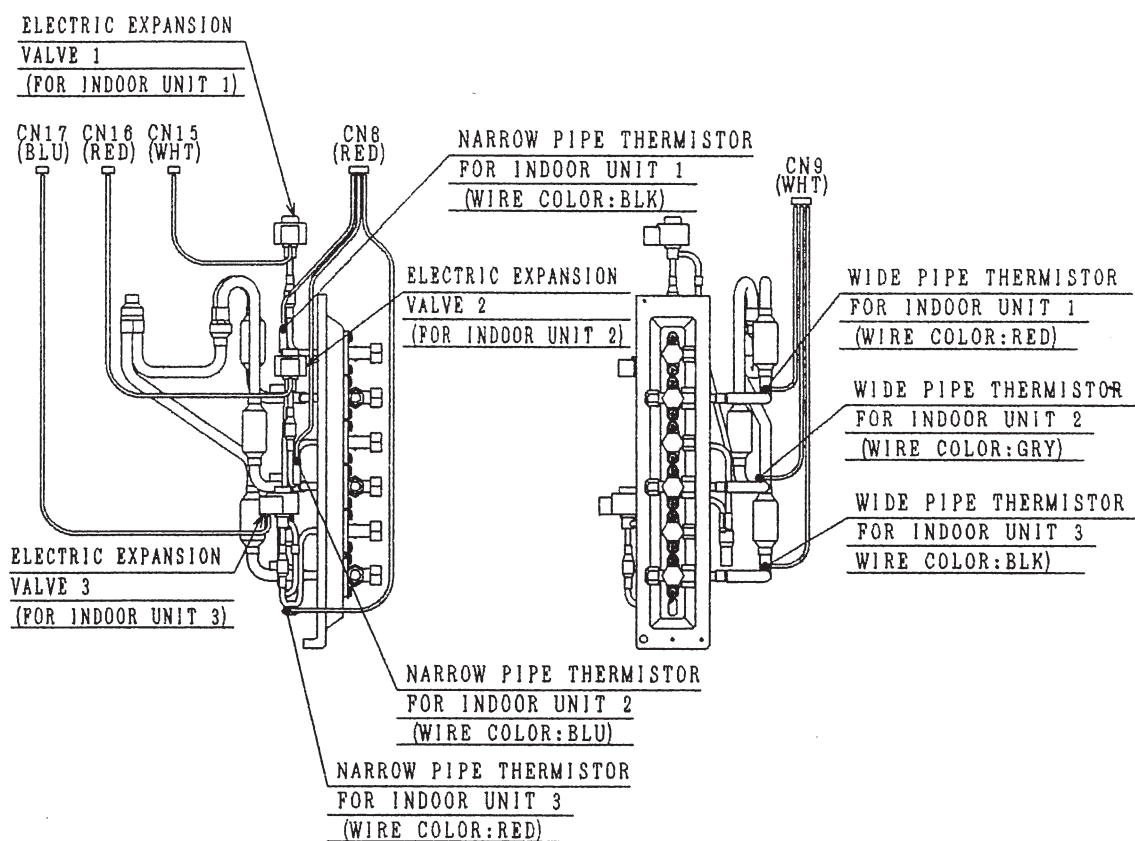 ELECTRIC EXPANSION
VALVE 1
(FOR INDOOR UNIT 1)
CN17
(BLU)
CN16
(RED)
CN15
(WHT)
CN8
(RED)
NARROW PIPE THERMISTOR
FOR INDOOR UNIT 1
(WIRE COLOR:BLK)
CN9
(WHT)
ELECTRIC EXPANSION
VALVE 2
(FOR INDOOR UNIT 2)
WIDE PIPE THERMISTOR
FOR INDOOR UNIT 1
(WIRE COLOR:RED)
WIDE PIPE THERMISTOR
FOR INDOOR UNIT 2
(WIRE COLOR:GRY)
WIDE PIPE THERMISTOR
FOR INDOOR UNIT 3
WIRE COLOR:BLK)
ELECTRIC EXPANSION
VALVE 3
(FOR INDOOR UNIT 3)
NARROW PIPE THERMISTOR
FOR INDOOR UNIT 2
(WIRE COLOR:BLU)
NARROW PIPE THERMISTOR
FOR INDOOR UNIT 3
(WIRE COLOR:RED)